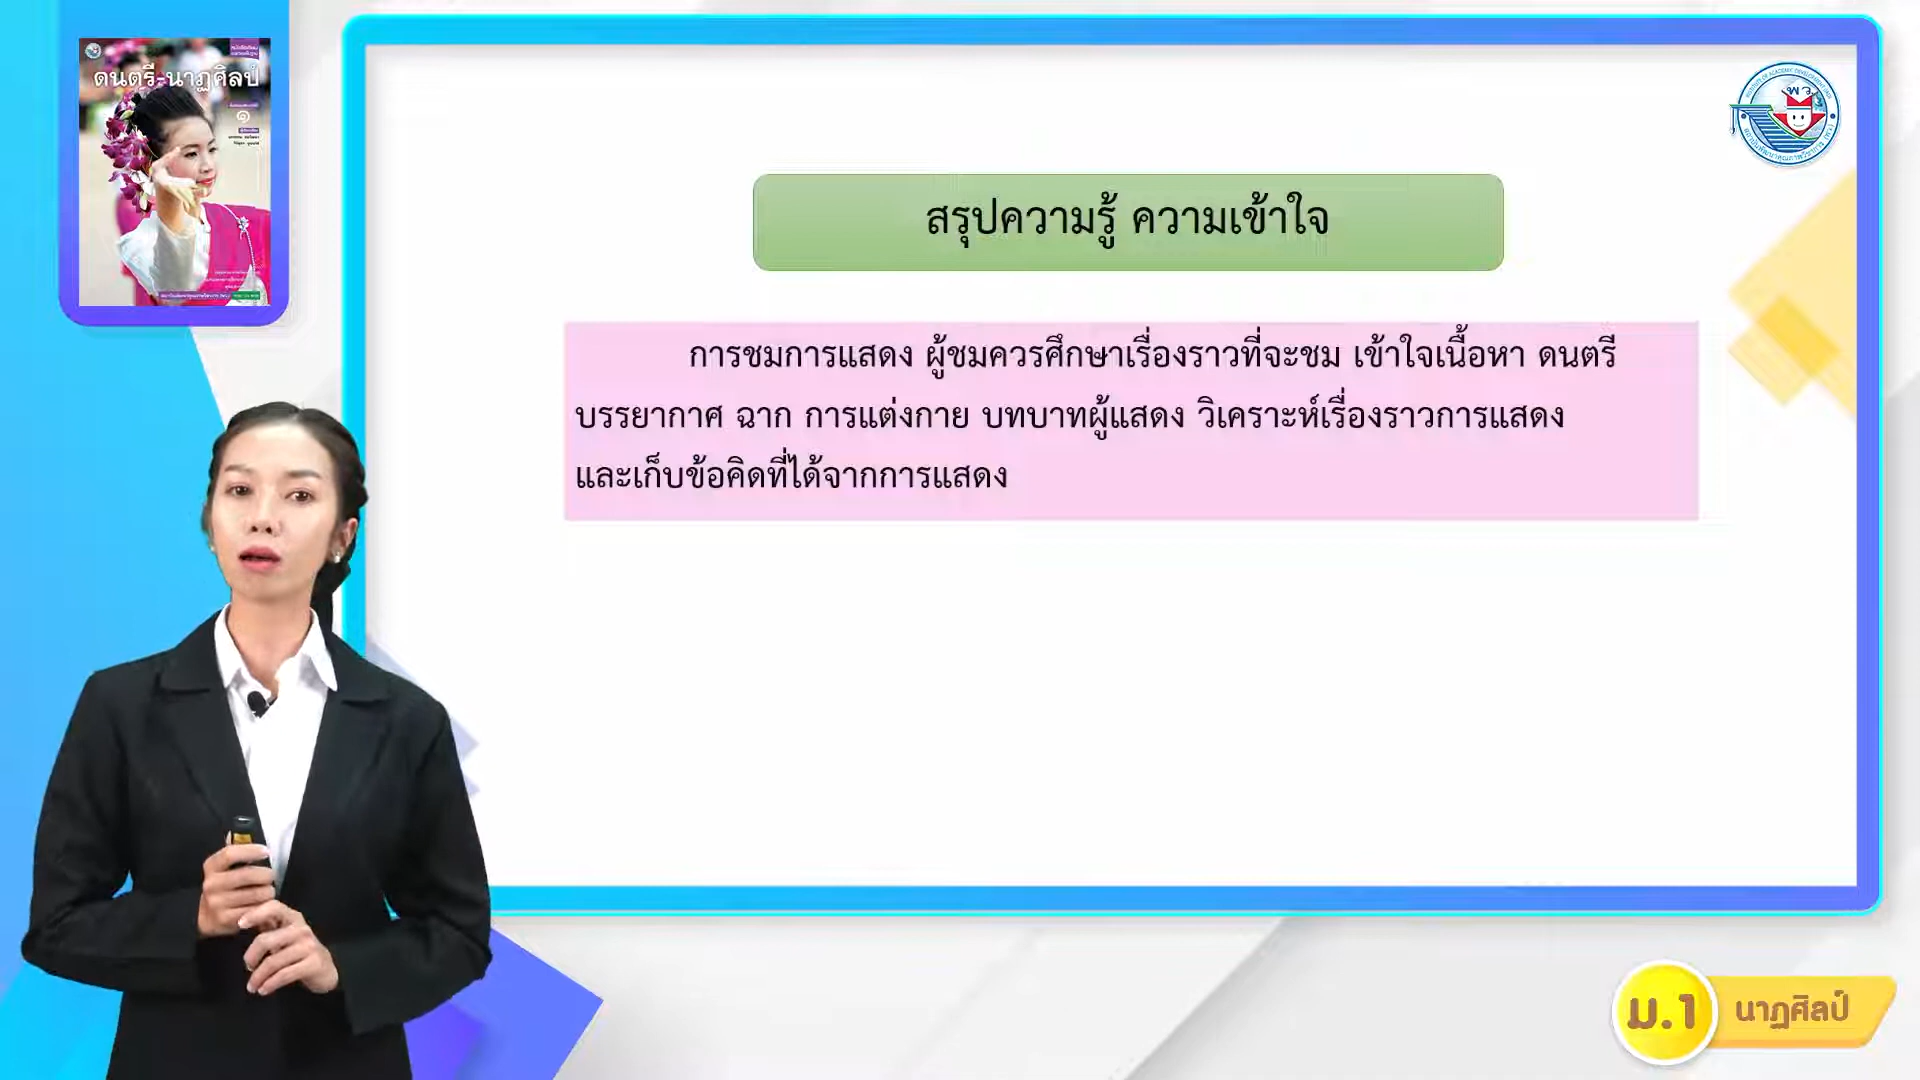 ดนตรี-นาฏศิลป์
๑
พว.
สรุปความรู้ ความเข้าใจ
การชมการแสดง ผู้ชมควรศึกษาเรื่องราวที่จะชม เข้าใจเนื้อหา ดนตรี
บรรยากาศ ฉาก การแต่งกาย บทบาทผู้แสดง วิเคราะห์เรื่องราวการแสดง
และเก็บข้อคิดที่ได้จากการแสดง
ม.1 นาฏศิลป์